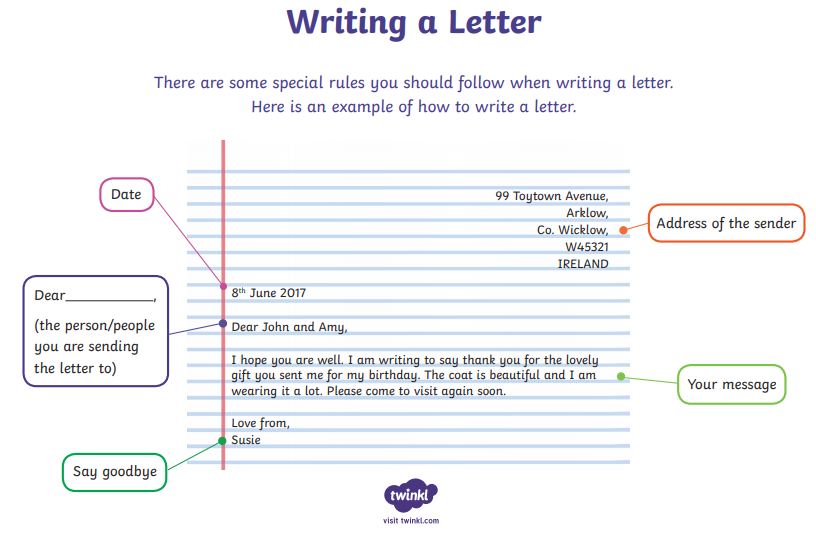 Writing a Letter
There are some special rules you should follow when writing a letter.
Here is an example of how to write a letter.
Date
99 Toytown Avenue,
Arklow,
Co. Wicklow,
W45321
IRELAND
Address of the sender
8th June 2017
Dear____________,
(the person/people
you are sending
the letter to)
Dear John and Amy,
I hope you are well. I am writing to say thank you for the lovely
gift you sent me for my birthday. The coat is beautiful and I am
wearing it a lot. Please come to visit again soon.
Your message
Love from,
Susie
Say goodbye
twinkl
visit twinkl.com